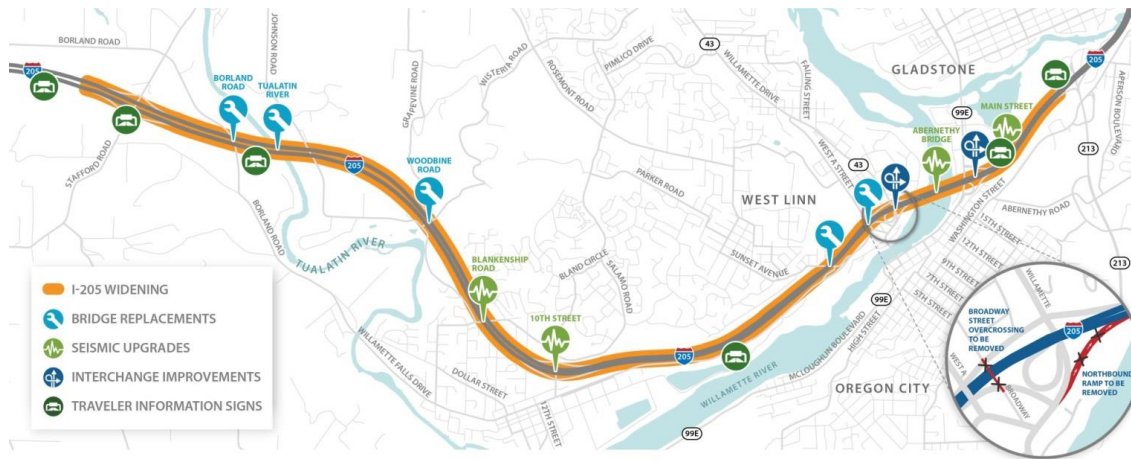 BORLAND ROAD
JOHNSON ROAD
205
BORLAND
ROAD
TUALATIN
RIVER
STAFFORD ROAD
BORLAND ROAD
TUALATIN RIVER
GRAPEVINE ROAD
WISTERIA ROAD
ROSEMONT ROAD
PIMLICO DRIVE
43
WILLAMETTE DRIVE
FAILING STREET
WEST A STREET
GLADSTONE
99E
MAIN STREET
ABERNETHY
BRIDGE
205
APERSON BOULEVARD
213
205
WOODBINE
ROAD
PARKER ROAD
WEST LINN
43
WASHINGTON STREET
ABERNETHY ROAD
15TH STREET
12TH STREET
9TH STREET
7TH STREET
5TH STREET
213
BLANKENSHIP
ROAD
BLAND CIRCLE
SALAMO ROAD
SUNSET AVENUE
99E
10TH STREET
205
WILLAMETTE FALLS DRIVE
DOLLAR STREET
12TH STREET
WILLAMETTE RIVER
MCLOUGHLIN BOULEVARD
HIGH STREET
OREGON CITY
99E
I-205 WIDENING
BRIDGE REPLACEMENTS
SEISMIC UPGRADES
INTERCHANGE IMPROVEMENTS
TRAVELER INFORMATION SIGNS
BROADWAY
STREET
OVERCROSSING
TO BE
REMOVED
WILLAMETTE
205
WEST A
BROADWAY
NORTHBOUND
RAMP TO BE
REMOVED